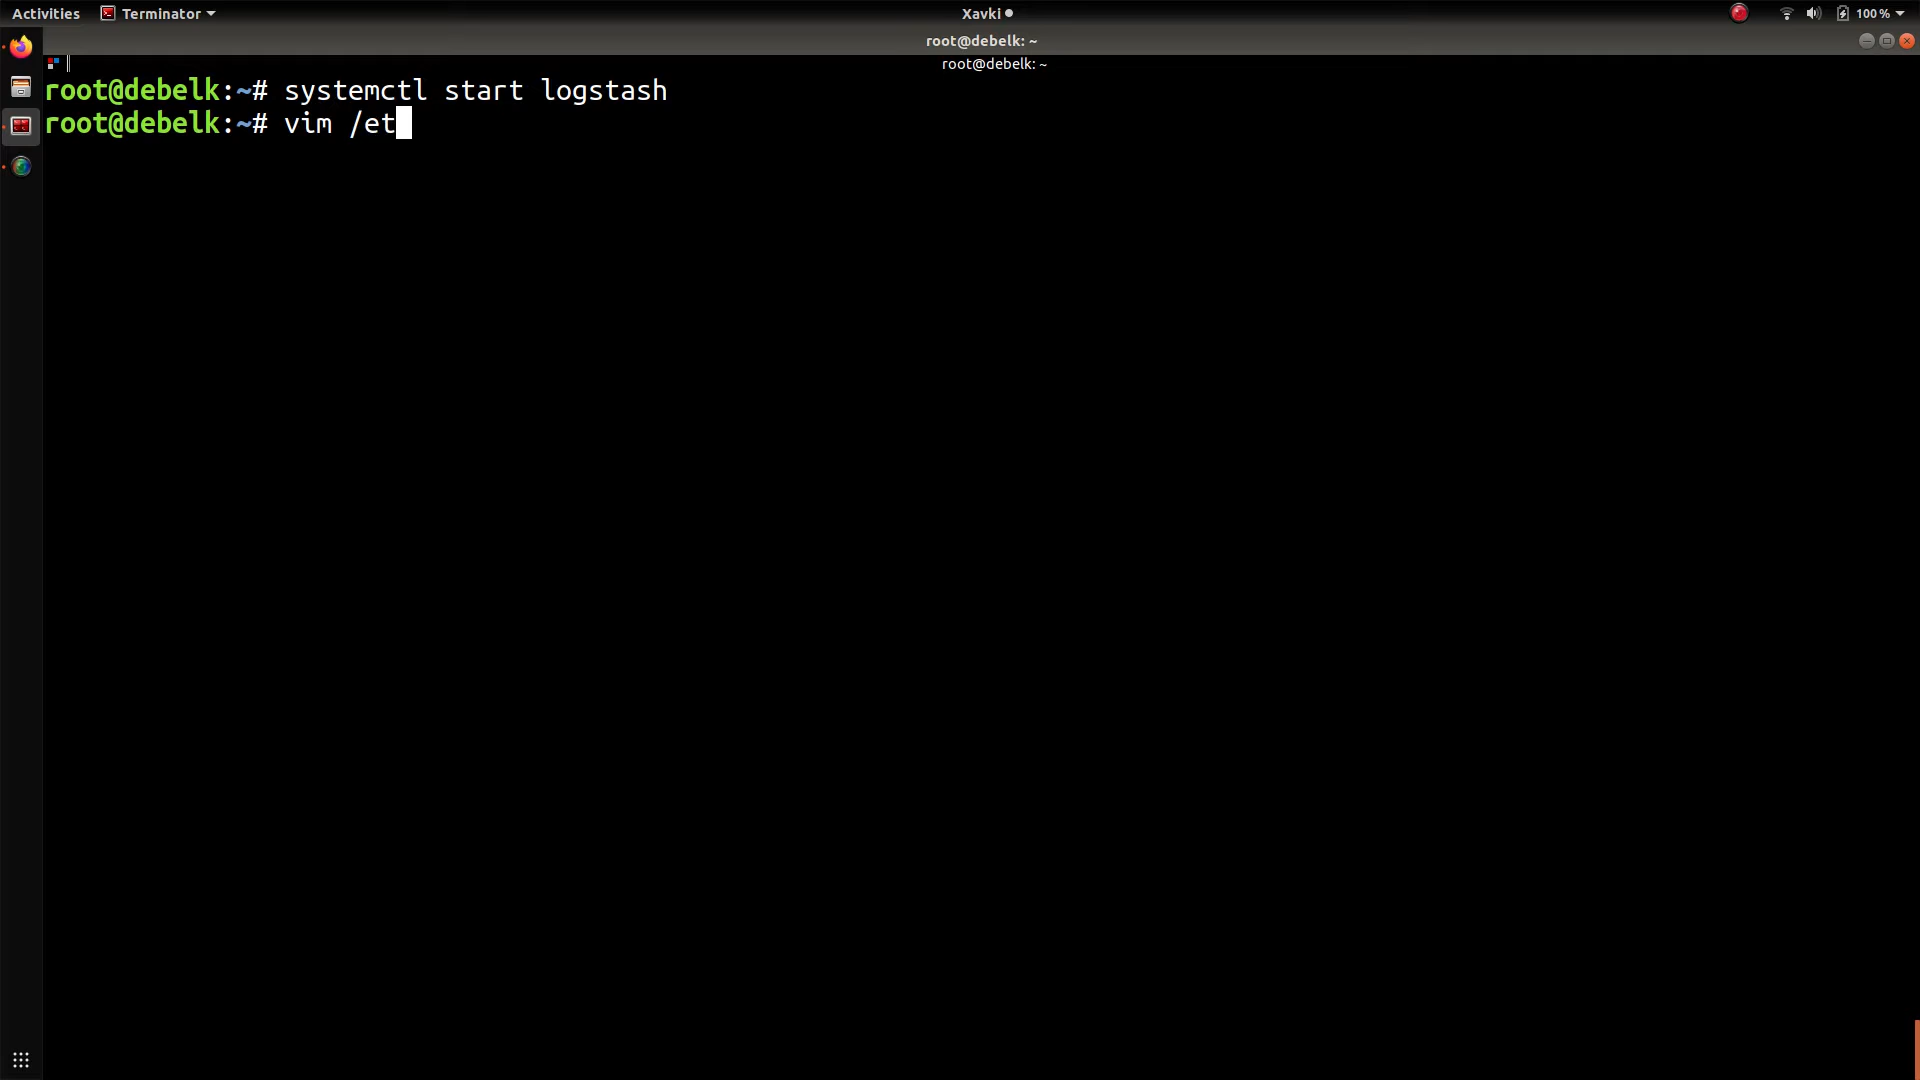 Activities Terminator Xavki 100%
root@debelk: ~
root@debelk: ~
root@debelk:~# systemctl start logstash
root@debelk:~# vim /et